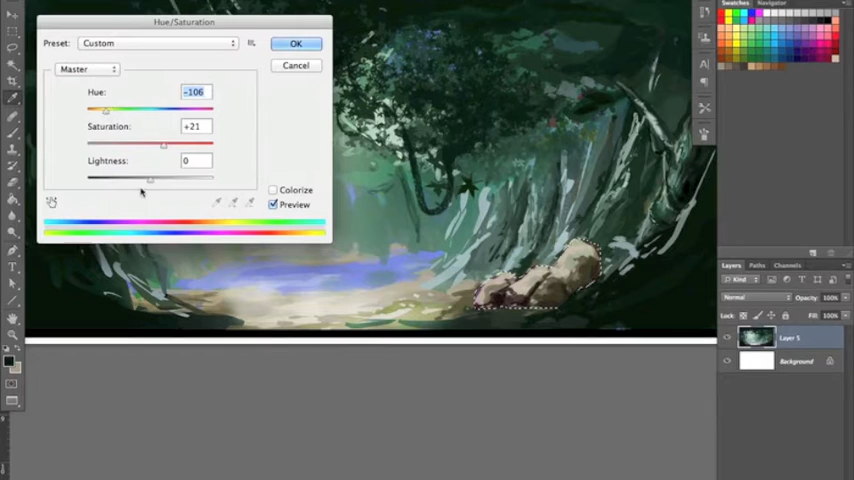 Hue/Saturation
Preset: Custom
OK
Master
Cancel
Hue: -106
Saturation: +21
Lightness: 0
Colorize
Preview
Swatches Navigator
Layers Paths Channels
Kind
Normal Opacity: 100%
Lock: Fill: 100%
Layer 5
Background